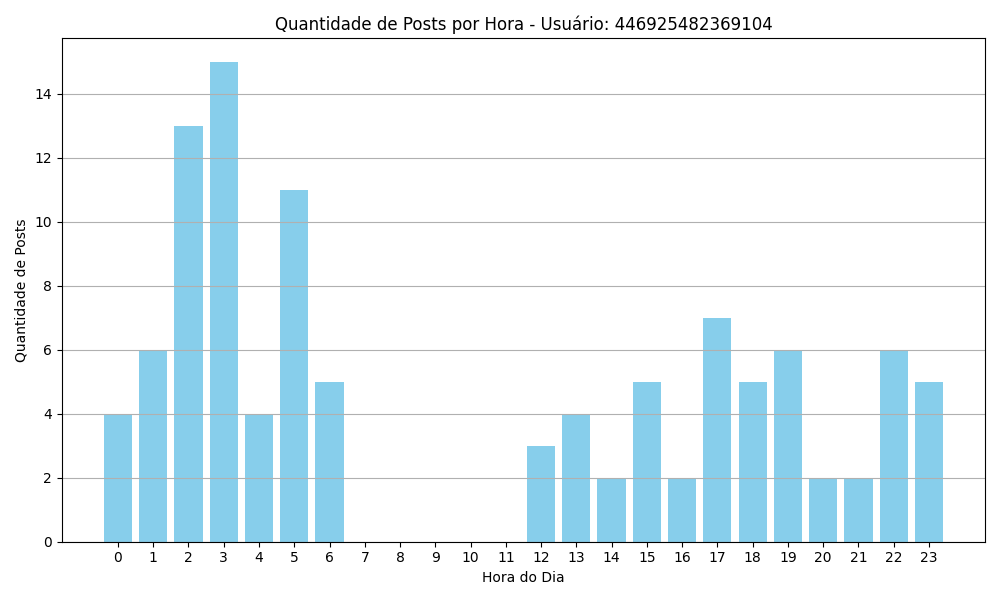 Quantidade de Posts por Hora - Usuário: 446925482369104
Quantidade de Posts
14
12
10
8
6
4
2
0
0 1 2 3 4 5 6 7 8 9 10 11 12 13 14 15 16 17 18 19 20 21 22 23
Hora do Dia